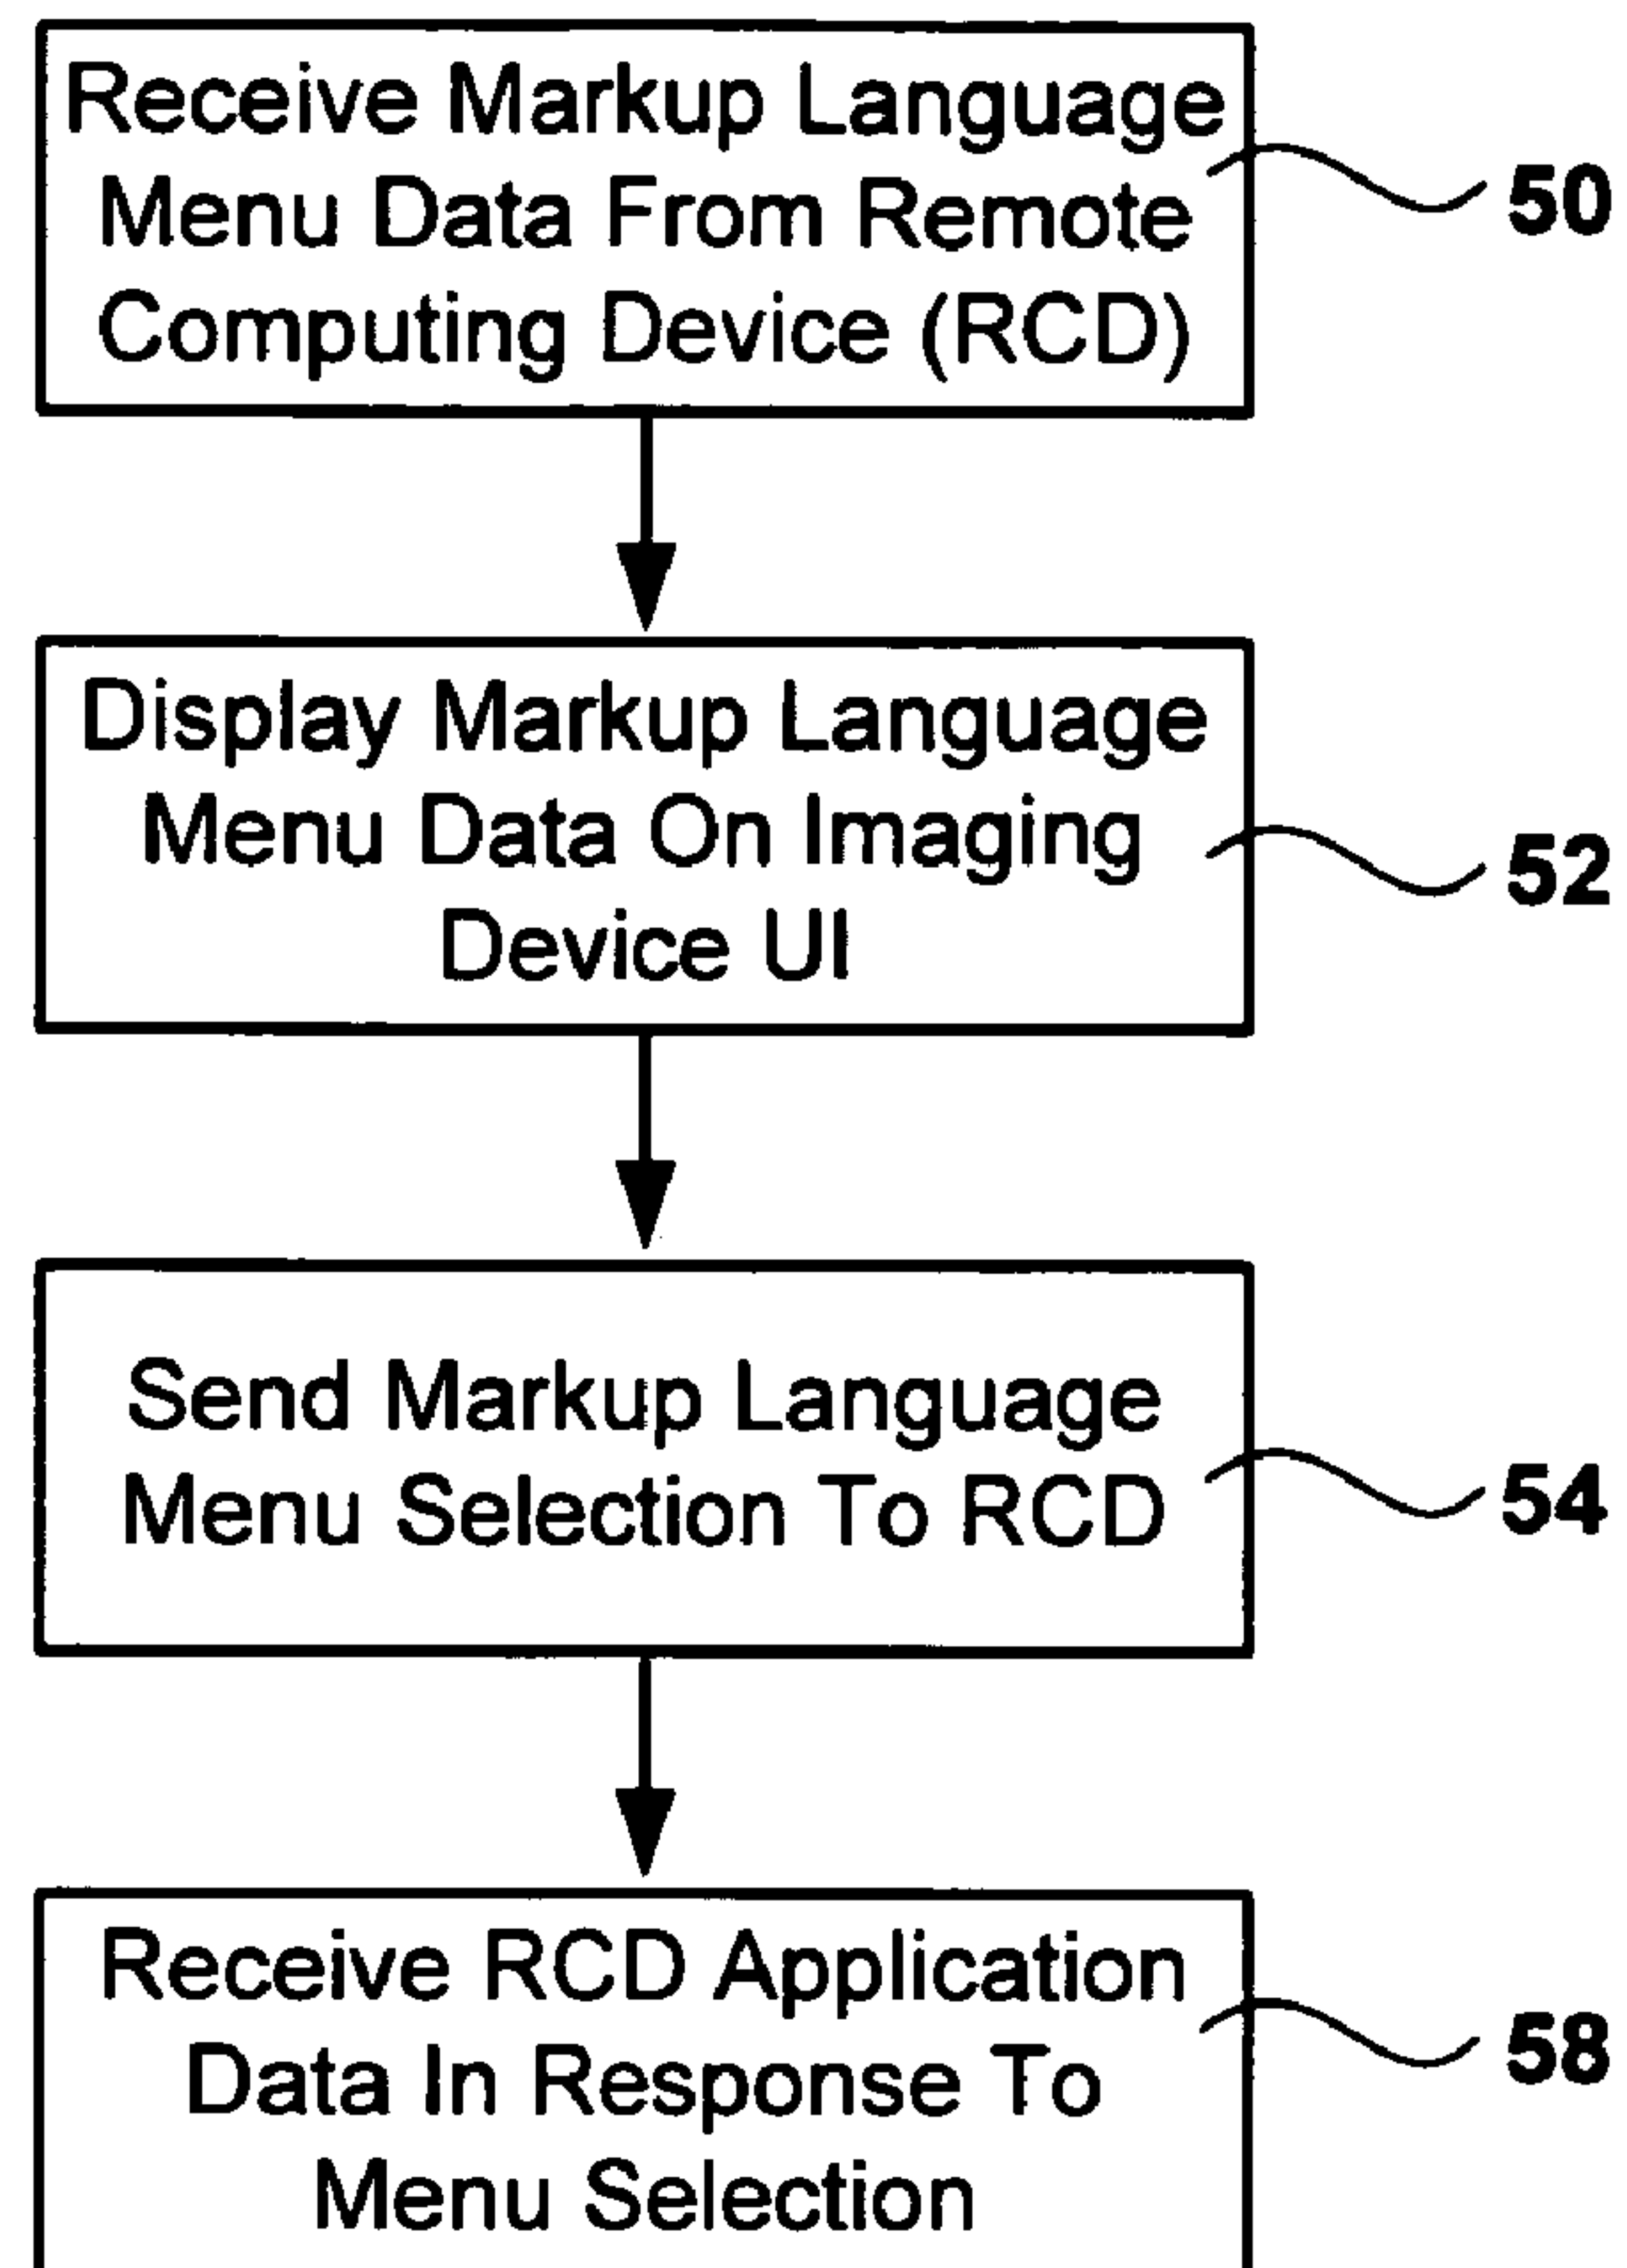 Receive Markup Language
Menu Data From Remote
Computing Device (RCD)
50
Display Markup Language
Menu Data On Imaging
Device UI
52
Send Markup Language
Menu Selection To RCD
54
Receive RCD Application
Data In Response To
Menu Selection
58